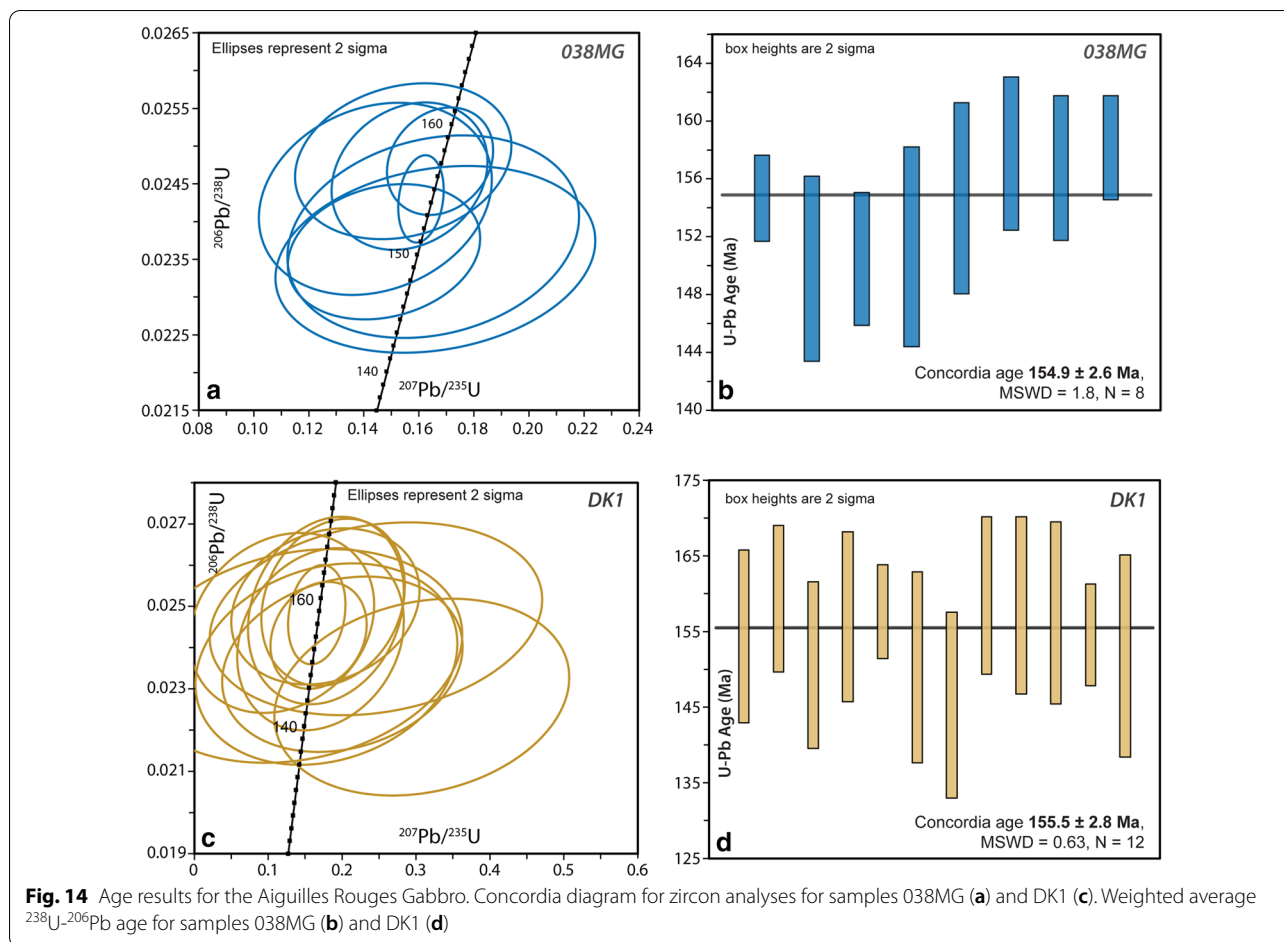 Ellipses represent 2 sigma
038MG
0.0265
0.0255
0.0245
0.0235
0.0225
0.0215
²⁰⁶Pb/²³⁸U
160
150
140
a
²⁰⁷Pb/²³⁵U
0.08 0.10 0.12 0.14 0.16 0.18 0.20 0.22 0.24
box heights are 2 sigma
038MG
164
160
156
152
148
144
140
U-Pb Age (Ma)
b
Concordia age 154.9 ± 2.6 Ma,
MSWD = 1.8, N = 8
Ellipses represent 2 sigma
DK1
0.027
0.025
0.023
0.021
0.019
²⁰⁶Pb/²³⁸U
160
140
c
²⁰⁷Pb/²³⁵U
0 0.1 0.2 0.3 0.4 0.5 0.6
box heights are 2 sigma
DK1
175
165
155
145
135
125
U-Pb Age (Ma)
d
Concordia age 155.5 ± 2.8 Ma,
MSWD = 0.63, N = 12
Fig. 14 Age results for the Aiguilles Rouges Gabbro. Concordia diagram for zircon analyses for samples 038MG (a) and DK1 (c). Weighted average
²³⁸U-²⁰⁶Pb age for samples 038MG (b) and DK1 (d)